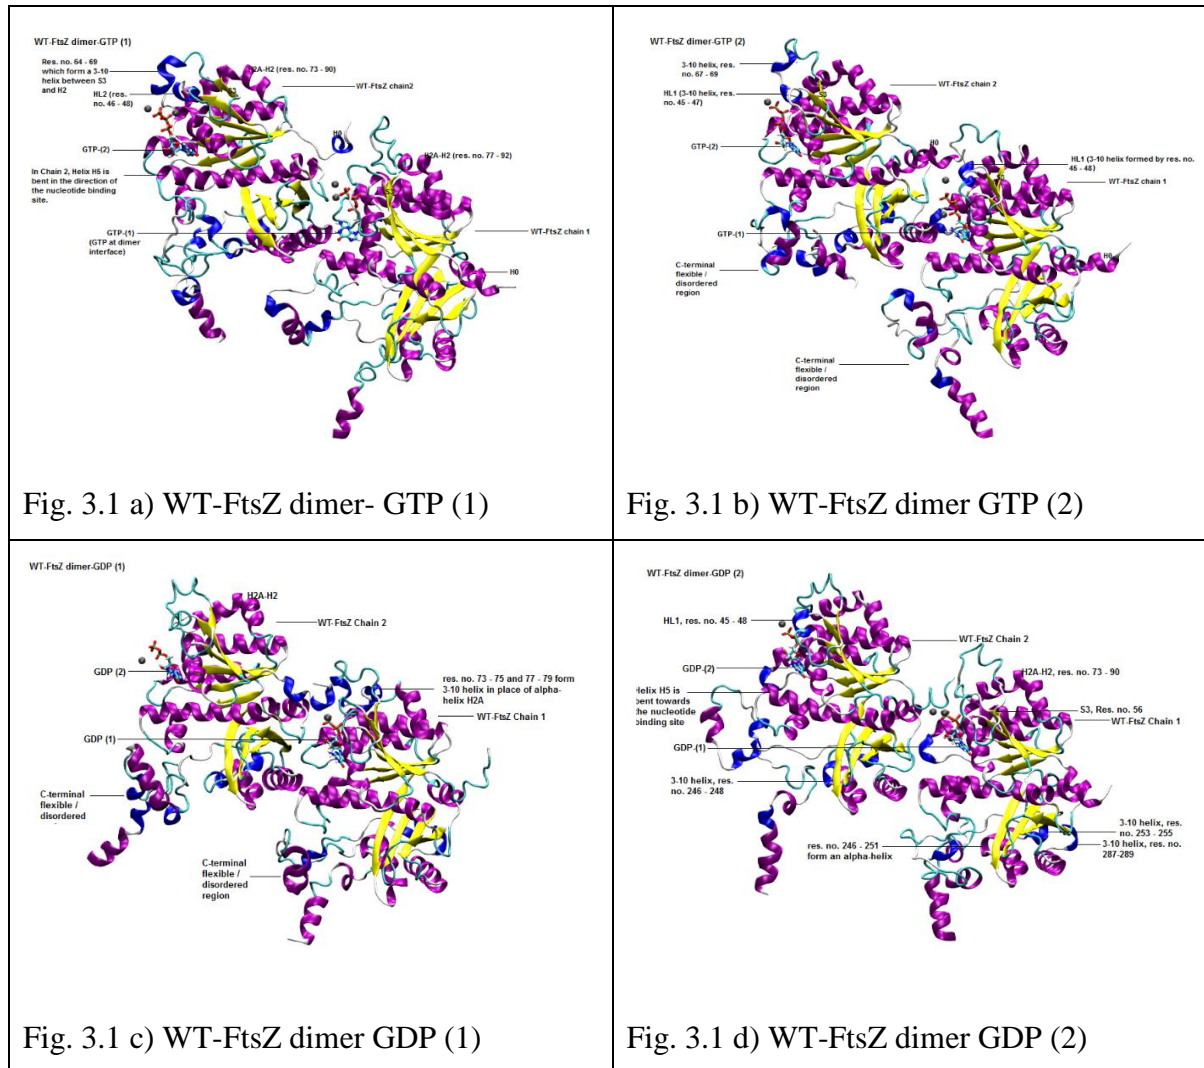 WT-FtsZ dimer-GTP (1)
Res. no. 64 - 69
which form a 3-10
helix between S3
and H2
H2A-H2 (res. no. 73 - 90)
HL2 (res.
no. 46 - 48)
S3
WT-FtsZ chain2
GTP-(2)
H0
H2A-H2 (res. no. 77 - 92)
In Chain 2, Helix H5 is
bent in the direction of
the nucleotide binding
site.
S3
GTP-(1)
(GTP at dimer
interface)
WT-FtsZ chain 1
H0
Fig. 3.1 a) WT-FtsZ dimer- GTP (1)
WT-FtsZ dimer-GTP (2)
3-10 helix, res.
no. 67 - 69
HL1 (3-10 helix, res.
no. 45 - 47)
S3
WT-FtsZ chain 2
GTP-(2)
H0
HL1 (3-10 helix formed by res. no.
45 - 48)
WT-FtsZ chain 1
GTP-(1)
H0
C-terminal
flexible /
disordered
region
C-terminal
flexible /
disordered
region
Fig. 3.1 b) WT-FtsZ dimer GTP (2)
WT-FtsZ dimer-GDP (1)
H2A-H2
WT-FtsZ Chain 2
GDP (2)
res. no. 73 - 75 and 77 - 79 form
3-10 helix in place of alpha-
helix H2A
WT-FtsZ Chain 1
GDP (1)
C-terminal
flexible /
disordered
C-terminal
flexible /
disordered
region
Fig. 3.1 c) WT-FtsZ dimer GDP (1)
WT-FtsZ dimer-GDP (2)
HL1, res. no. 45 - 48
WT-FtsZ Chain 2
GDP-(2)
H2A-H2, res. no. 73 - 90
Helix H5 is
bent towards
the nucleotide
binding site
S3, Res. no. 56
WT-FtsZ Chain 1
GDP-(1)
3-10 helix, res.
no. 246 - 248
3-10 helix, res.
no. 253 - 255
res. no. 246 - 251
form an alpha-helix
3-10 helix, res. no.
287-289
Fig. 3.1 d) WT-FtsZ dimer GDP (2)